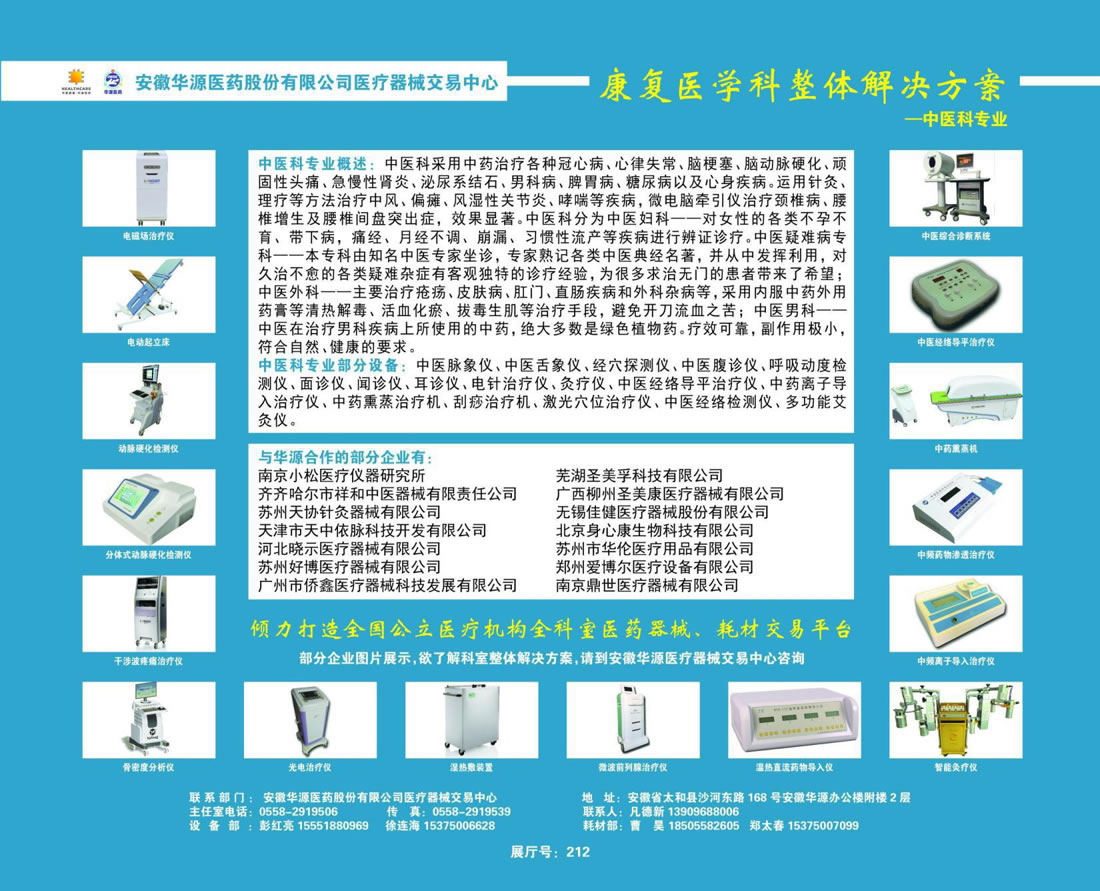 HEALTHCARE
华源医药
安徽华源医药股份有限公司医疗器械交易中心
康复医学科整体解决方案
—中医科专业
中医科专业概述：中医科采用中药治疗各种冠心病、心律失常、脑梗塞、脑动脉硬化、顽
固性头痛、急慢性肾炎、泌尿系结石、男科病、脾胃病、糖尿病以及心身疾病。运用针灸、
理疗等方法治疗中风、偏瘫、风湿性关节炎、哮喘等疾病，微电脑牵引仪治疗颈椎病、腰
椎增生及腰椎间盘突出症，效果显著。中医科分为中医妇科——对女性的各类不孕不
育、带下病，痛经、月经不调、崩漏、习惯性流产等疾病进行辨证诊疗。中医疑难病专
科——本专科由知名中医专家坐诊，专家熟记各类中医典经名著，并从中发挥利用，对
久治不愈的各类疑难杂症有客观独特的诊疗经验，为很多求治无门的患者带来了希望；
中医外科——主要治疗疮疡、皮肤病、肛门、直肠疾病和外科杂病等，采用内服中药外用
药膏等清热解毒、活血化瘀、拔毒生肌等治疗手段，避免开刀流血之苦；中医男科——
中医在治疗男科疾病上所使用的中药，绝大多数是绿色植物药。疗效可靠，副作用极小，
符合自然、健康的要求。
中医科专业部分设备：中医脉象仪、中医舌象仪、经穴探测仪、中医腹诊仪、呼吸动度检
测仪、面诊仪、闻诊仪、耳诊仪、电针治疗仪、灸疗仪、中医经络导平治疗仪、中药离子导
入治疗仪、中药熏蒸治疗机、刮痧治疗机、激光穴位治疗仪、中医经络检测仪、多功能艾
灸仪。
与华源合作的部分企业有：
南京小松医疗仪器研究所
芜湖圣美孚科技有限公司
齐齐哈尔市祥和中医器械有限责任公司
广西柳州圣美康医疗器械有限公司
苏州天协针灸器械有限公司
无锡佳健医疗器械股份有限公司
天津市天中依脉科技开发有限公司
北京身心康生物科技有限公司
河北晓示医疗器械有限公司
苏州市华伦医疗用品有限公司
苏州好博医疗器械有限公司
郑州爱博尔医疗设备有限公司
广州市侨鑫医疗器械科技发展有限公司
南京鼎世医疗器械有限公司
倾力打造全国公立医疗机构全科室医药器械、耗材交易平台
部分企业图片展示，欲了解科室整体解决方案，请到安徽华源医疗器械交易中心咨询
电磁场治疗仪
电动起立床
动脉硬化检测仪
分体式动脉硬化检测仪
干涉波疼痛治疗仪
中医综合诊断系统
中医经络导平治疗仪
中药熏蒸机
中频药物渗透治疗仪
中频离子导入治疗仪
骨密度分析仪
光电治疗仪
湿热敷装置
微波前列腺治疗仪
温热直流药物导入仪
智能灸疗仪
联系部门：安徽华源医药股份有限公司医疗器械交易中心
主任室电话：0558-2919506 传 真：0558-2919539
设 备 部：彭红亮 15551880969 徐连海 15375006628
地 址：安徽省太和县沙河东路 168 号安徽华源办公楼附楼 2 层
联系人：凡德新 13909688006
耗材部：曹 昊 18505582605 郑太春 15375007099
展厅号：212